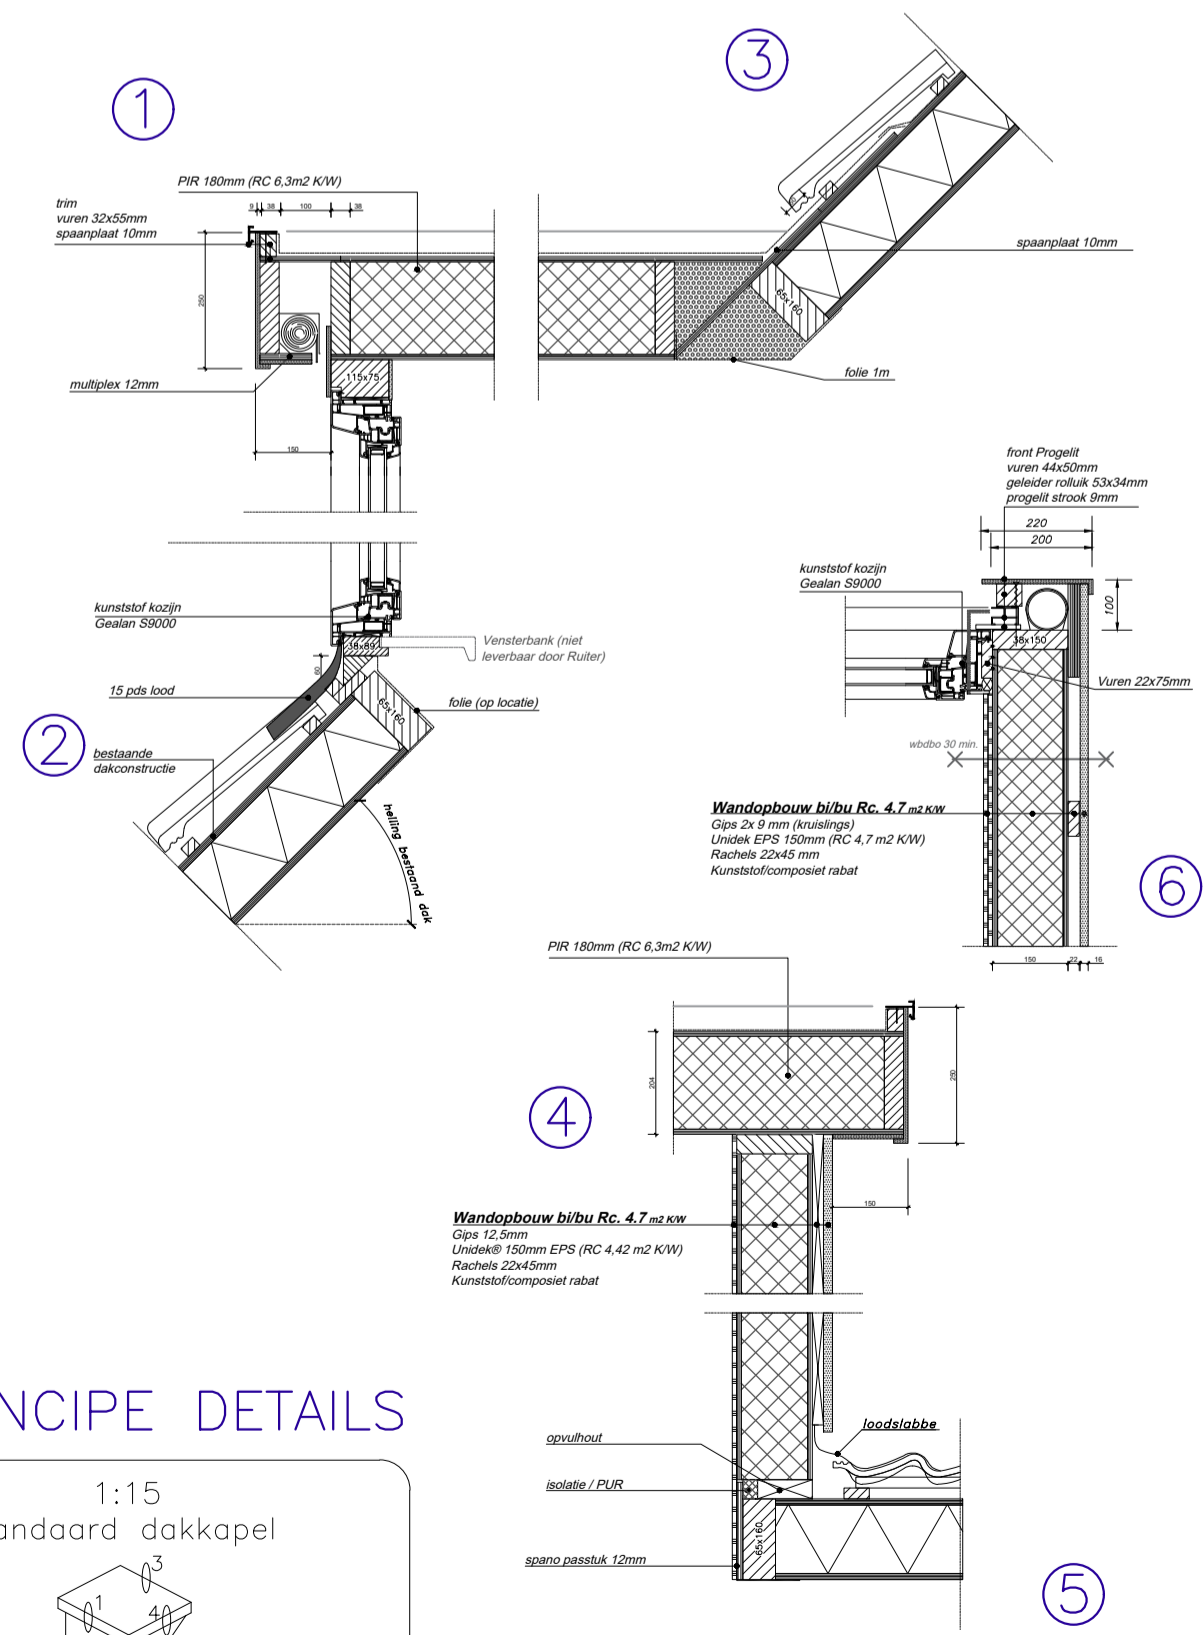 1
3
PIR 180mm (RC 6,3m2 K/W)
trim
vuren 32x55mm
spaanplaat 10mm
9 38 100 38
spaanplaat 10mm
250
65x160
folie 1m
multiplex 12mm
115x75
150
front Progelit
vuren 44x50mm
geleider rolluik 53x34mm
progelit strook 9mm
220
200
kunststof kozijn
Gealan S9000
100
38x150
Vuren 22x75mm
kunststof kozijn
Gealan S9000
38x89
Vensterbank (niet
leverbaar door Ruiter)
60
15 pds lood
65x160
folie (op locatie)
2
bestaande
dakconstructie
helling bestaand dak
wbdbo 30 min.
Wandopbouw bi/bu Rc. 4.7 m2 K/W
Gips 2x 9 mm (kruislings)
Unidek EPS 150mm (RC 4,7 m2 K/W)
Rachels 22x45 mm
Kunststof/composiet rabat
6
150 22 16
PIR 180mm (RC 6,3m2 K/W)
204
250
4
150
Wandopbouw bi/bu Rc. 4.7 m2 K/W
Gips 12,5mm
Unidek® 150mm EPS (RC 4,42 m2 K/W)
Rachels 22x45mm
Kunststof/composiet rabat
loodslabbe
opvulhout
isolatie / PUR
65x160
spano passtuk 12mm
5
NCIPE DETAILS
1:15
andaard dakkapel
3
1
4